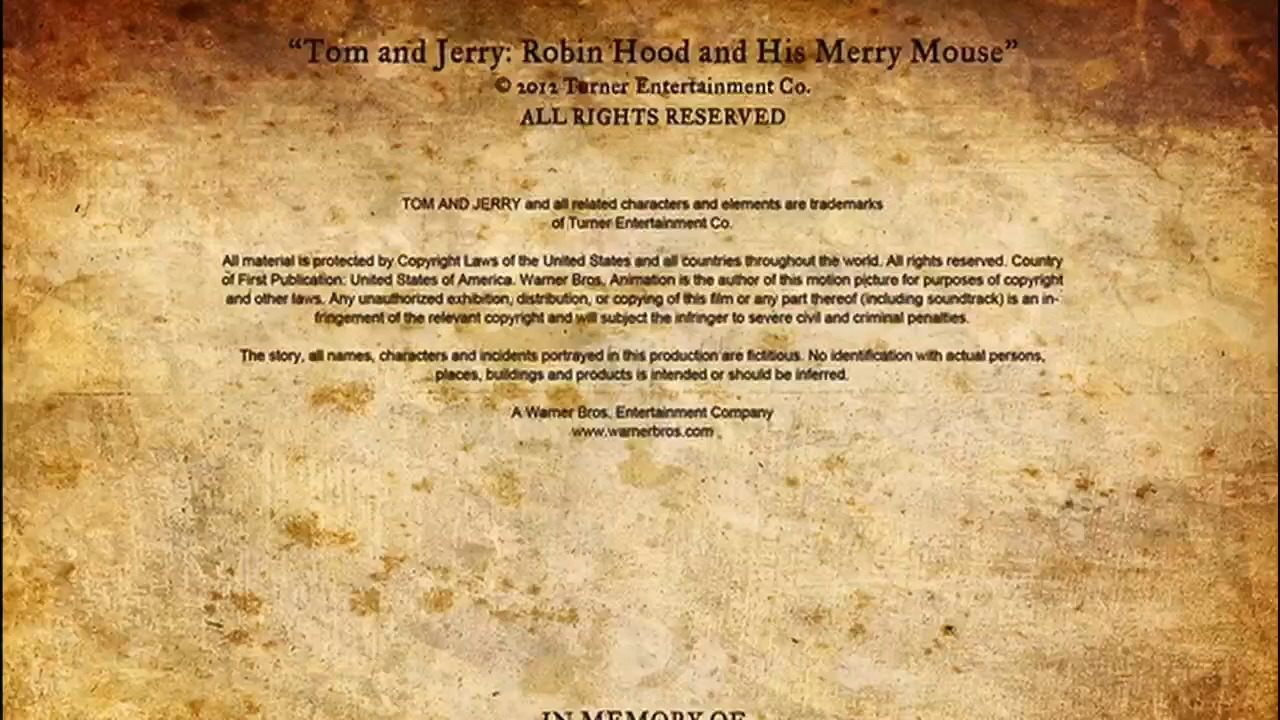 “Tom and Jerry: Robin Hood and His Merry Mouse”
© 2012 Turner Entertainment Co.
ALL RIGHTS RESERVED
TOM AND JERRY and all related characters and elements are trademarks
of Turner Entertainment Co.
All material is protected by Copyright Laws of the United States and all countries throughout the world. All rights reserved. Country
of First Publication: United States of America. Warner Bros. Animation is the author of this motion picture for purposes of copyright
and other laws. Any unauthorized exhibition, distribution, or copying of this film or any part thereof (including soundtrack) is an in-
fringement of the relevant copyright and will subject the infringer to severe civil and criminal penalties.
The story, all names, characters and incidents portrayed in this production are fictitious. No identification with actual persons,
places, buildings and products is intended or should be inferred.
A Warner Bros. Entertainment Company
www.warnerbros.com
IN MEMORY OF